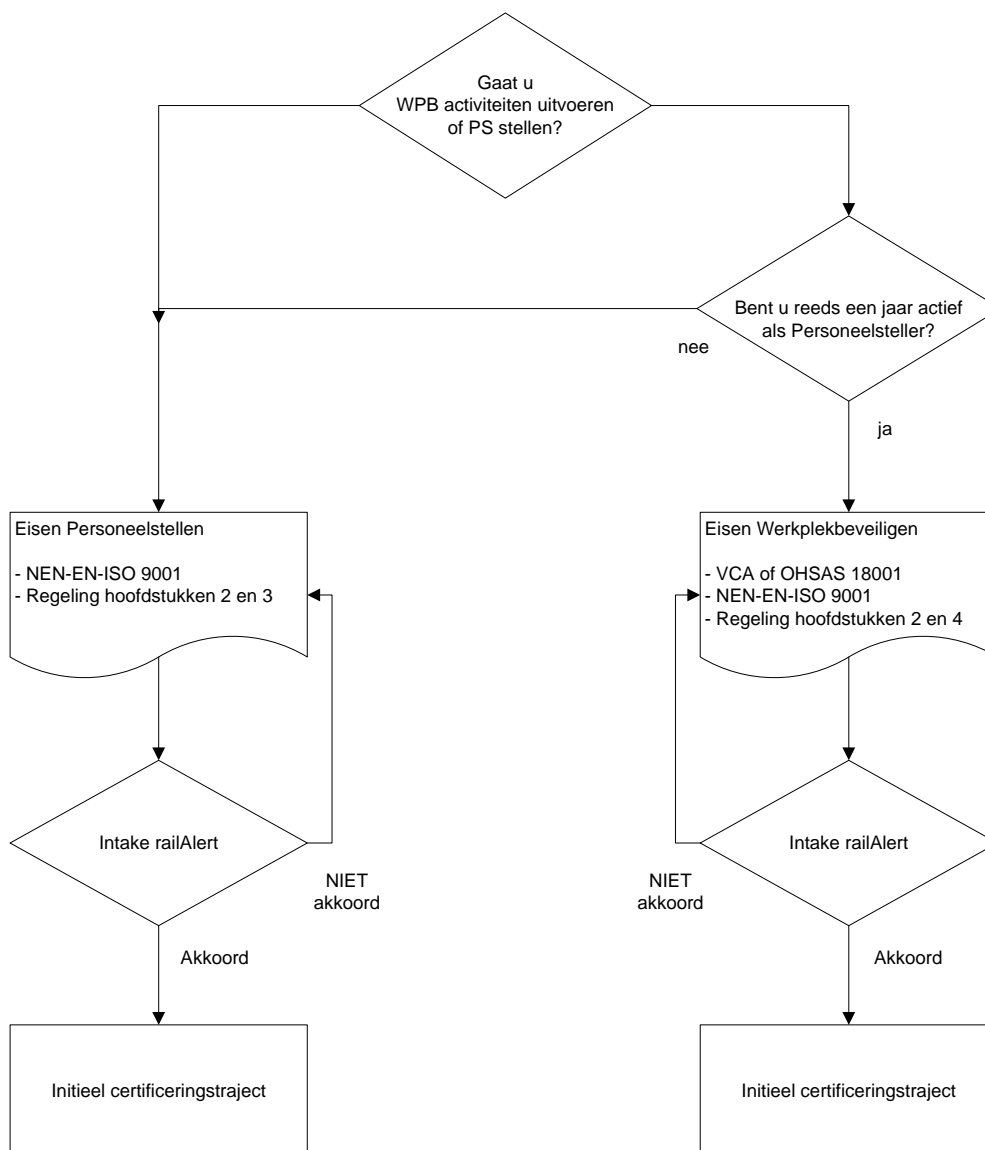 Gaat u
WPB activiteiten uitvoeren
of PS stellen?
Bent u reeds een jaar actief
als Personeelsteller?
nee
ja
Eisen Personeelstellen
- NEN-EN-ISO 9001
- Regeling hoofdstukken 2 en 3
Eisen Werkplekbeveiligen
- VCA of OHSAS 18001
- NEN-EN-ISO 9001
- Regeling hoofdstukken 2 en 4
Intake railAlert
NIET
akkoord
Akkoord
Intake railAlert
NIET
akkoord
Akkoord
Initieel certificeringstraject
Initieel certificeringstraject